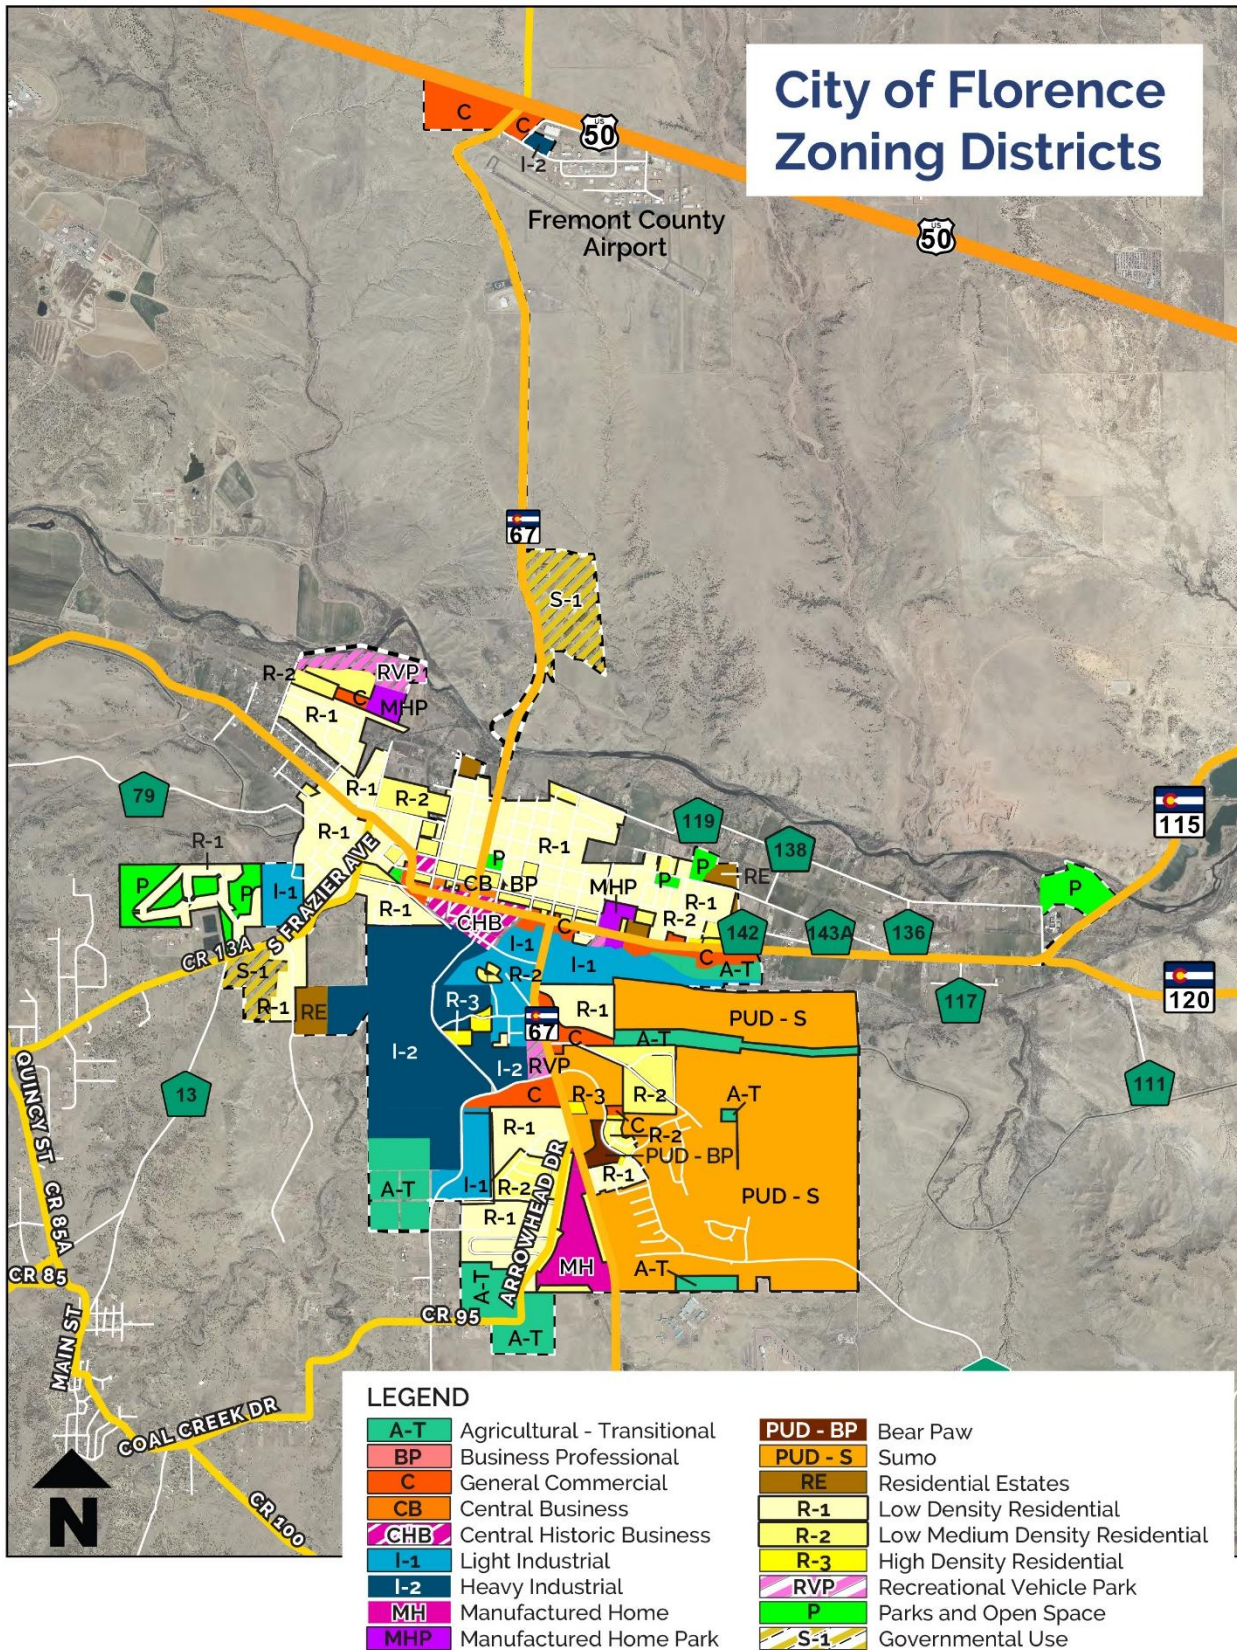 City of Florence
Zoning Districts
C
C
US
50
I-2
Fremont County
Airport
US
50
67
S-1
R-2
RVP
C
MHP
R-1
79
R-1
R-2
R-1
119
115
138
R-1
P
P
I-1
S FRAZIER AVE
P
R-1
CB
BP
MHP
P
P
RE
R-1
R-2
P
R-1
CHB
C
142
143A
136
CR 13A
S-1
I-1
I-1
C
A-T
R-2
117
120
R-1
RE
R-3
R-1
PUD - S
67
A-T
I-2
I-2
RVP
C
111
QUINCY ST
13
C
R-3
R-2
A-T
R-1
C
R-2
PUD - BP
R-1
A-T
I-1
R-2
PUD - S
R-1
ARROWHEAD DR
CR 85A
CR 85
A-T
MH
A-T
MAIN ST
CR 95
A-T
COAL CREEK DR
CR 100
N
LEGEND
A-T Agricultural - Transitional
BP Business Professional
C General Commercial
CB Central Business
CHB Central Historic Business
I-1 Light Industrial
I-2 Heavy Industrial
MH Manufactured Home
MHP Manufactured Home Park
PUD - BP Bear Paw
PUD - S Sumo
RE Residential Estates
R-1 Low Density Residential
R-2 Low Medium Density Residential
R-3 High Density Residential
RVP Recreational Vehicle Park
P Parks and Open Space
S-1 Governmental Use